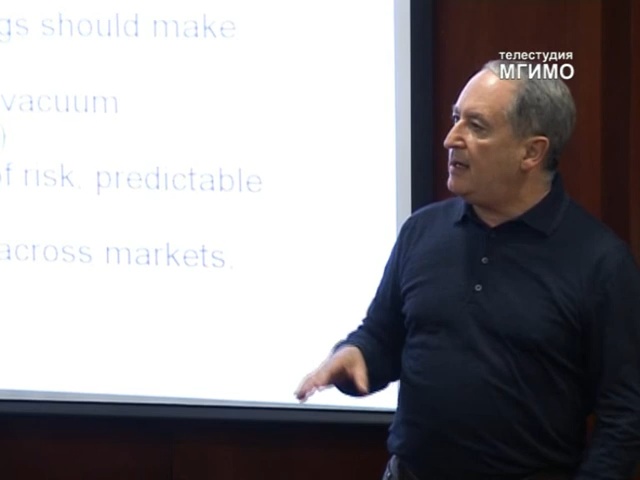 gs should make
vacuum
)
of risk, predictable
across markets.
телестудия
МГИМО